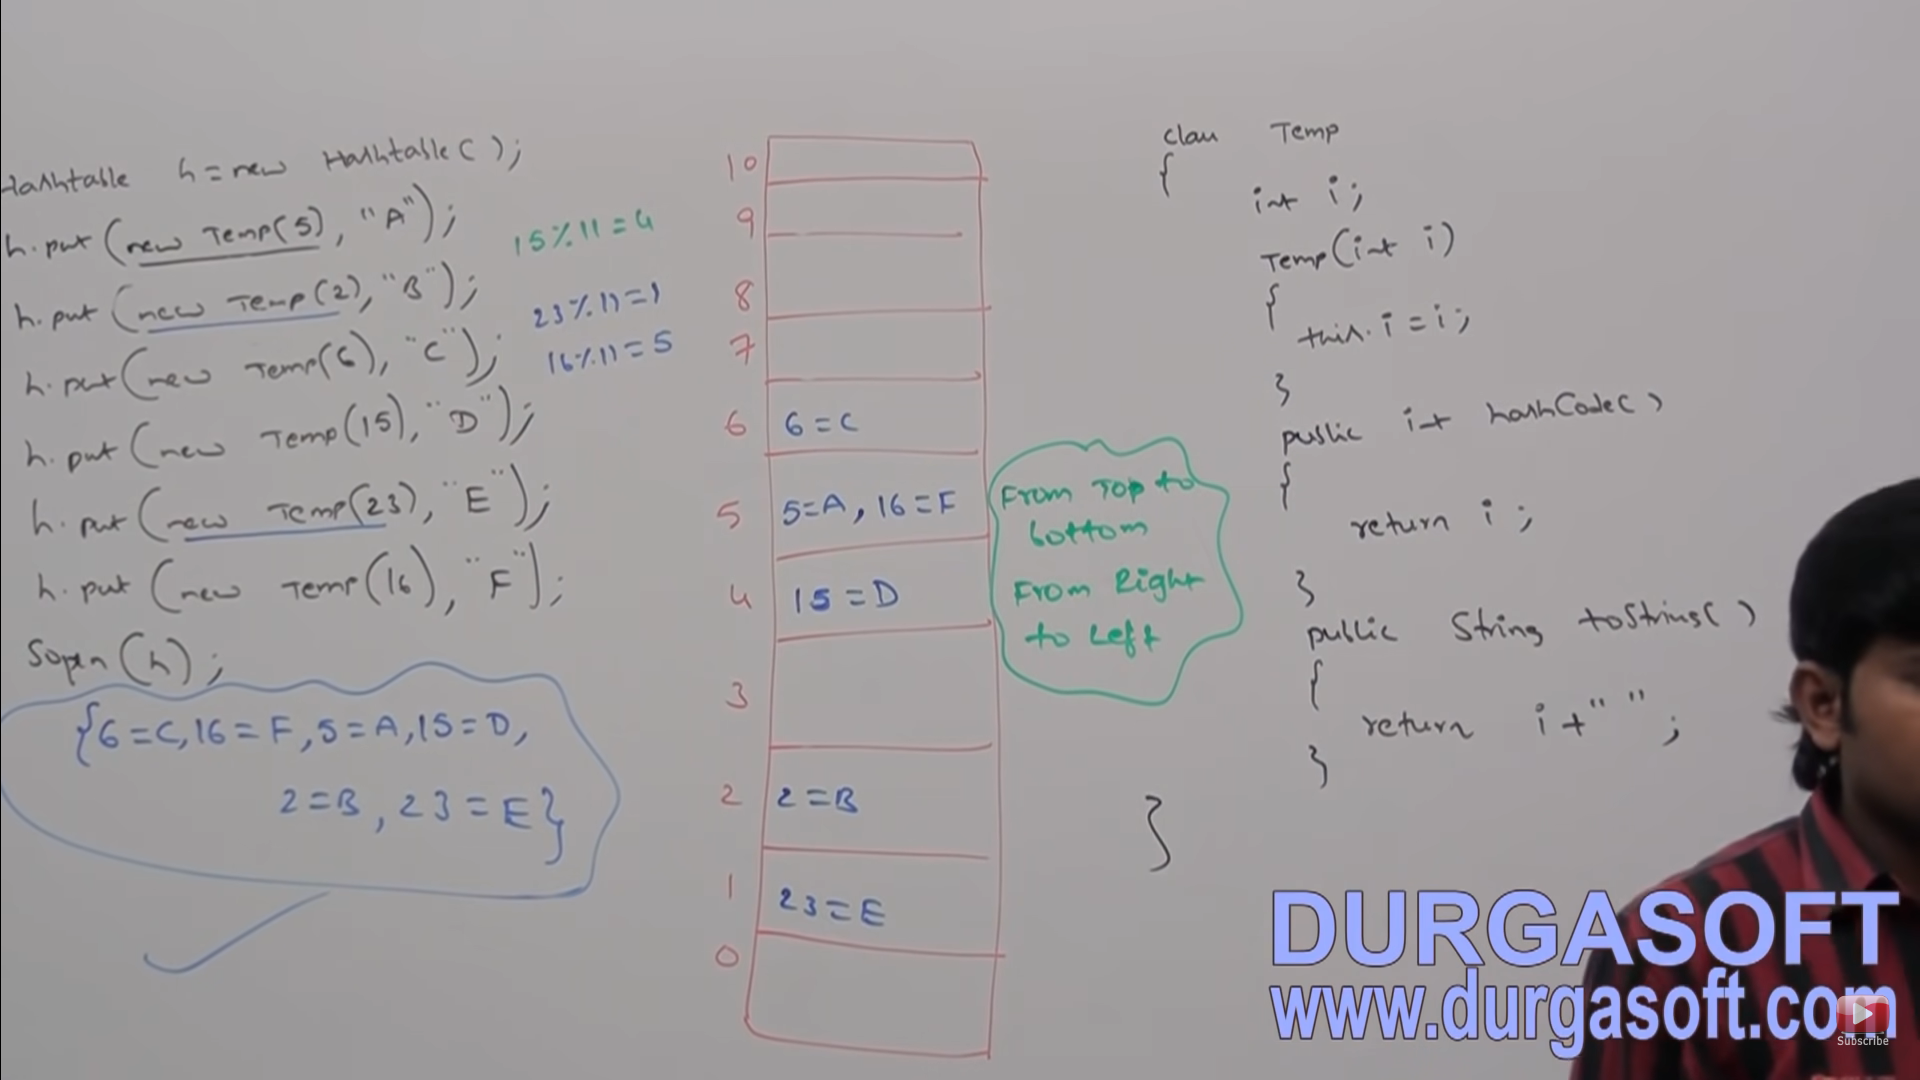 Hashtable h = new Hashtable( );
h.put (new Temp(5), "A");
h.put (new Temp(2), "B");
h.put (new Temp(6), "C");
h.put (new Temp(15), "D");
h.put (new Temp(23), "E");
h.put (new Temp(16), "F");
Sopln (h);
{6=C, 16=F, 5=A, 15=D,
2=B, 23=E}
15%11=4
23%11=1
16%11=5
10
9
8
7
6 6=C
5 5=A, 16=F
4 15=D
3
2 2=B
1 23=E
0
From Top to
bottom
From Right
to Left
class Temp
{
int i;
Temp(int i)
{
this.i=i;
}
public int hashCode( )
{
return i;
}
public String toString( )
{
return i+" ";
}
}
DURGASOFT
www.durgasoft.com
Subscribe